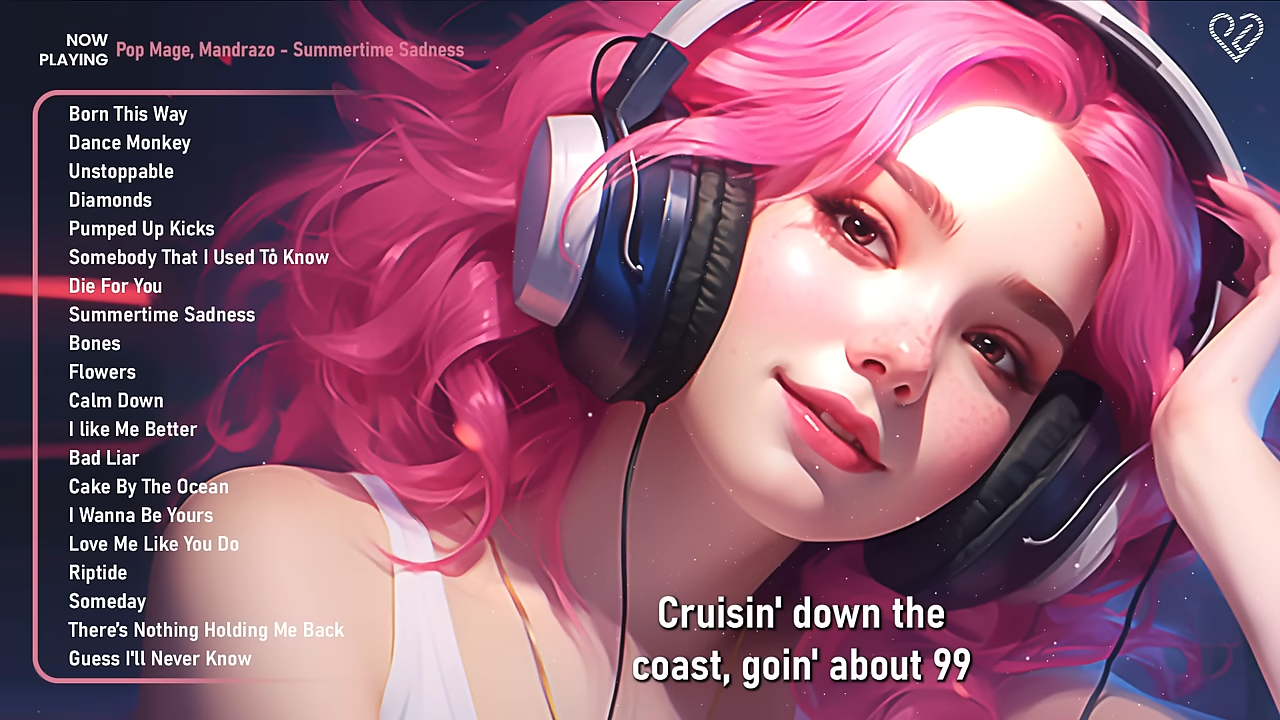 NOW
PLAYING
Pop Mage, Mandrazo - Summertime Sadness
Born This Way
Dance Monkey
Unstoppable
Diamonds
Pumped Up Kicks
Somebody That I Used To Know
Die For You
Summertime Sadness
Bones
Flowers
Calm Down
I like Me Better
Bad Liar
Cake By The Ocean
I Wanna Be Yours
Love Me Like You Do
Riptide
Someday
There's Nothing Holding Me Back
Guess I'll Never Know
Cruisin' down the
coast, goin' about 99